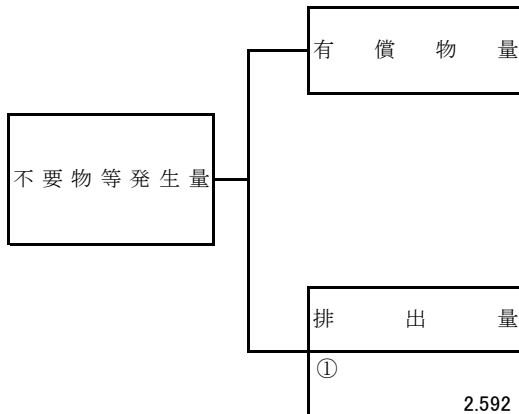 有償物量
不要物等発生量
排出量
①
2.592